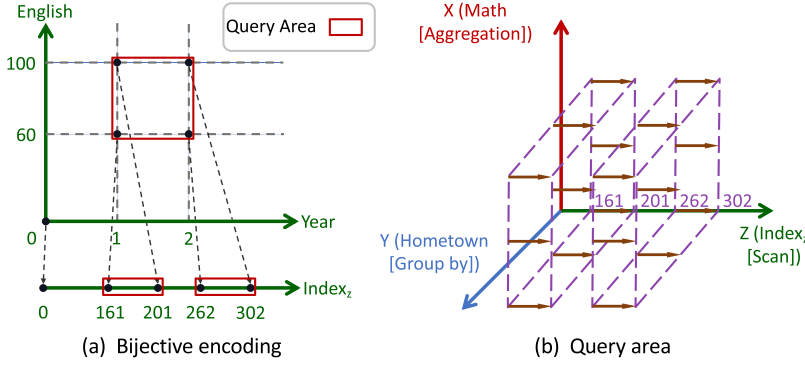 English
Query Area
100
60
0
1
2
Year
0
161
201
262
302
Index_z
(a) Bijective encoding
X (Math
[Aggregation])
161
201
262
302
Y (Hometown
[Group by])
Z (Index_z
[Scan])
(b) Query area